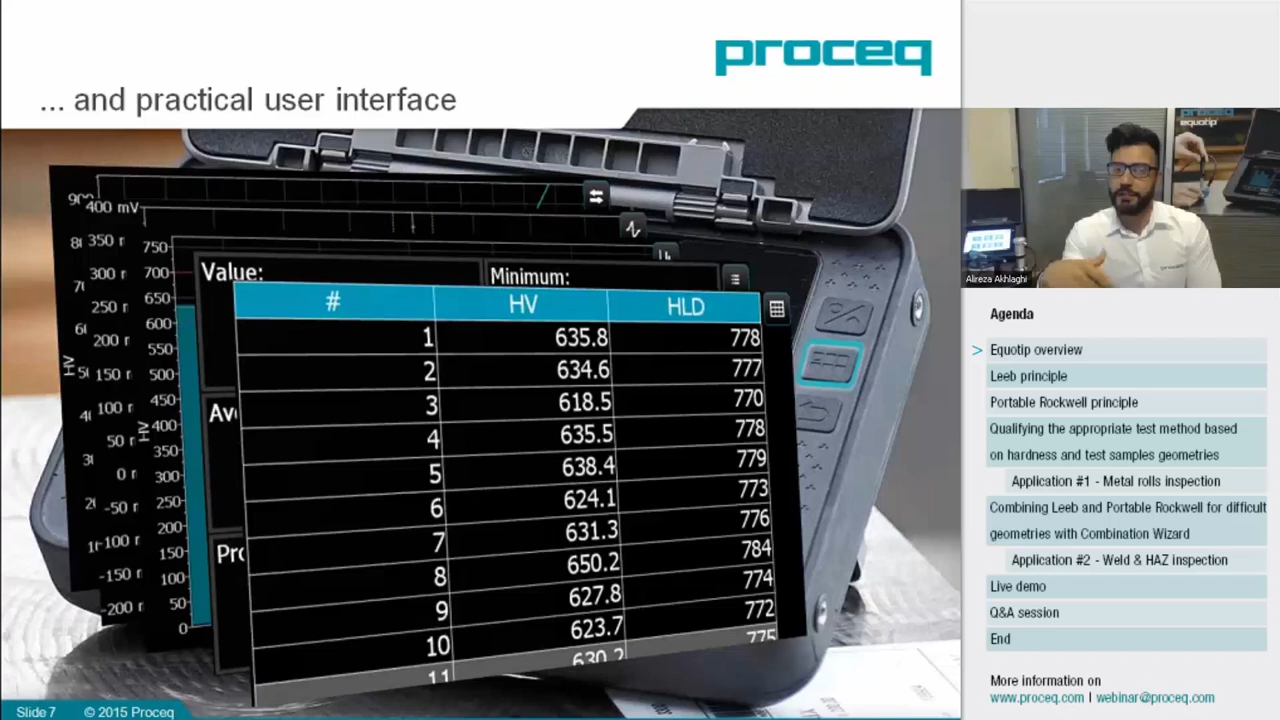 proceq
... and practical user interface
900
400 mV
350
300
250
200
150
100
50
0
-50
-100
-150
-200
HV
750
700
650
600
550
500
450
400
350
300
250
200
150
100
50
0
HV
Value:
Minimum:
# HV HLD
1 635.8 778
2 634.6 777
3 618.5 770
4 635.5 778
5 638.4 779
6 624.1 773
7 631.3 776
8 650.2 784
9 627.8 774
10 623.7 772
11 630.2 775
Slide 7 © 2015 Proceq
proceq
equotip
Alireza Akhlaghi
Agenda
> Equotip overview
Leeb principle
Portable Rockwell principle
Qualifying the appropriate test method based
on hardness and test samples geometries
Application #1 - Metal rolls inspection
Combining Leeb and Portable Rockwell for difficult
geometries with Combination Wizard
Application #2 - Weld & HAZ inspection
Live demo
Q&A session
End
More information on
www.proceq.com | webinar@proceq.com